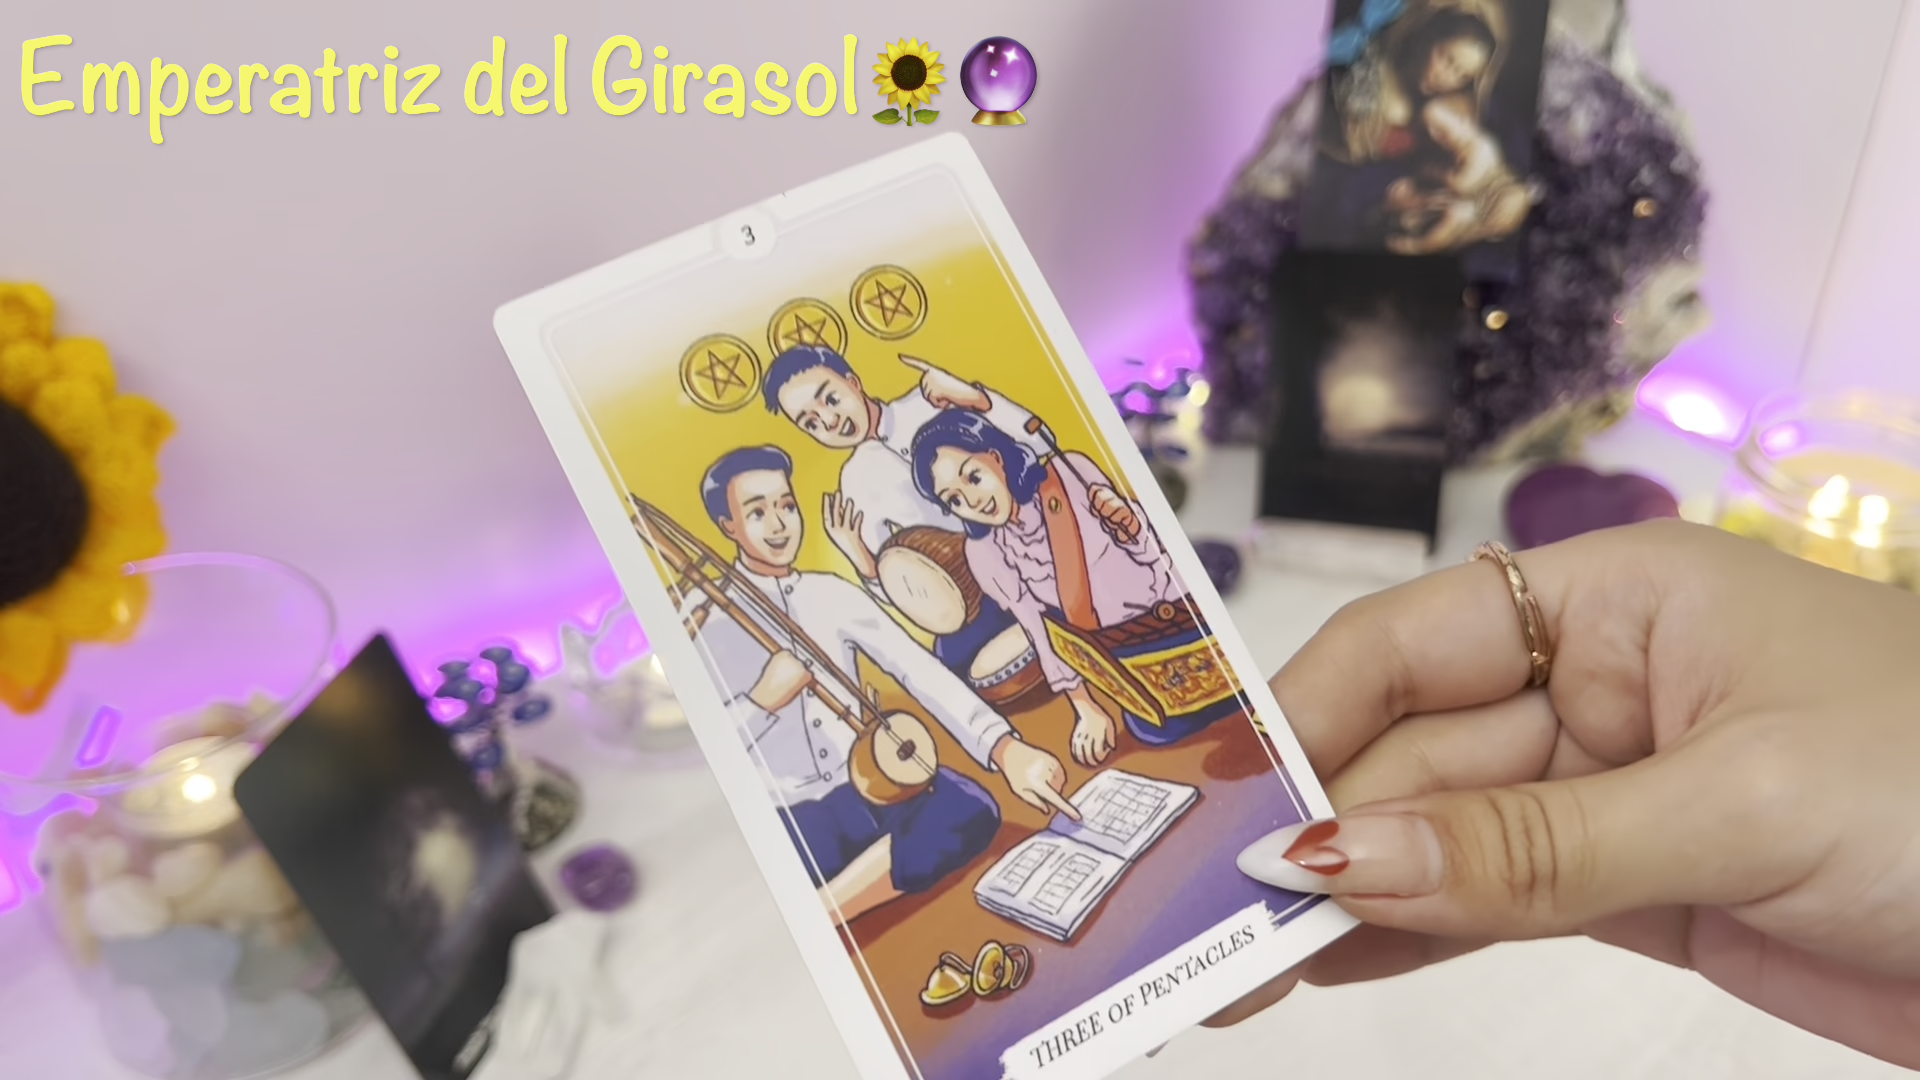 Emperatriz del Girasol🌻🔮
3
THREE OF PENTACLES